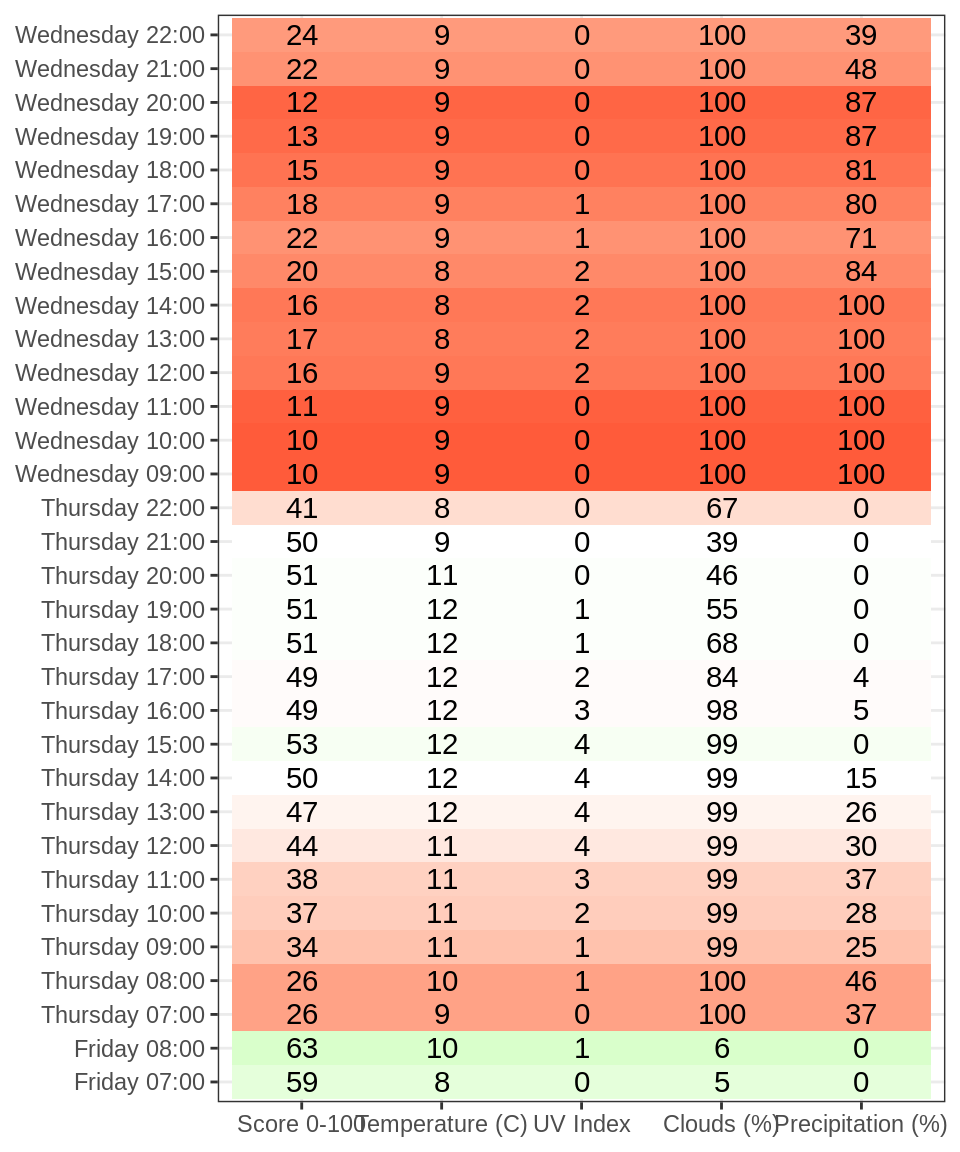 Wednesday 22:00 24 9 0 100 39
Wednesday 21:00 22 9 0 100 48
Wednesday 20:00 12 9 0 100 87
Wednesday 19:00 13 9 0 100 87
Wednesday 18:00 15 9 0 100 81
Wednesday 17:00 18 9 1 100 80
Wednesday 16:00 22 9 1 100 71
Wednesday 15:00 20 8 2 100 84
Wednesday 14:00 16 8 2 100 100
Wednesday 13:00 17 8 2 100 100
Wednesday 12:00 16 9 2 100 100
Wednesday 11:00 11 9 0 100 100
Wednesday 10:00 10 9 0 100 100
Wednesday 09:00 10 9 0 100 100
Thursday 22:00 41 8 0 67 0
Thursday 21:00 50 9 0 39 0
Thursday 20:00 51 11 0 46 0
Thursday 19:00 51 12 1 55 0
Thursday 18:00 51 12 1 68 0
Thursday 17:00 49 12 2 84 4
Thursday 16:00 49 12 3 98 5
Thursday 15:00 53 12 4 99 0
Thursday 14:00 50 12 4 99 15
Thursday 13:00 47 12 4 99 26
Thursday 12:00 44 11 4 99 30
Thursday 11:00 38 11 3 99 37
Thursday 10:00 37 11 2 99 28
Thursday 09:00 34 11 1 99 25
Thursday 08:00 26 10 1 100 46
Thursday 07:00 26 9 0 100 37
Friday 08:00 63 10 1 6 0
Friday 07:00 59 8 0 5 0
Score 0-100 Temperature (C) UV Index Clouds (%) Precipitation (%)